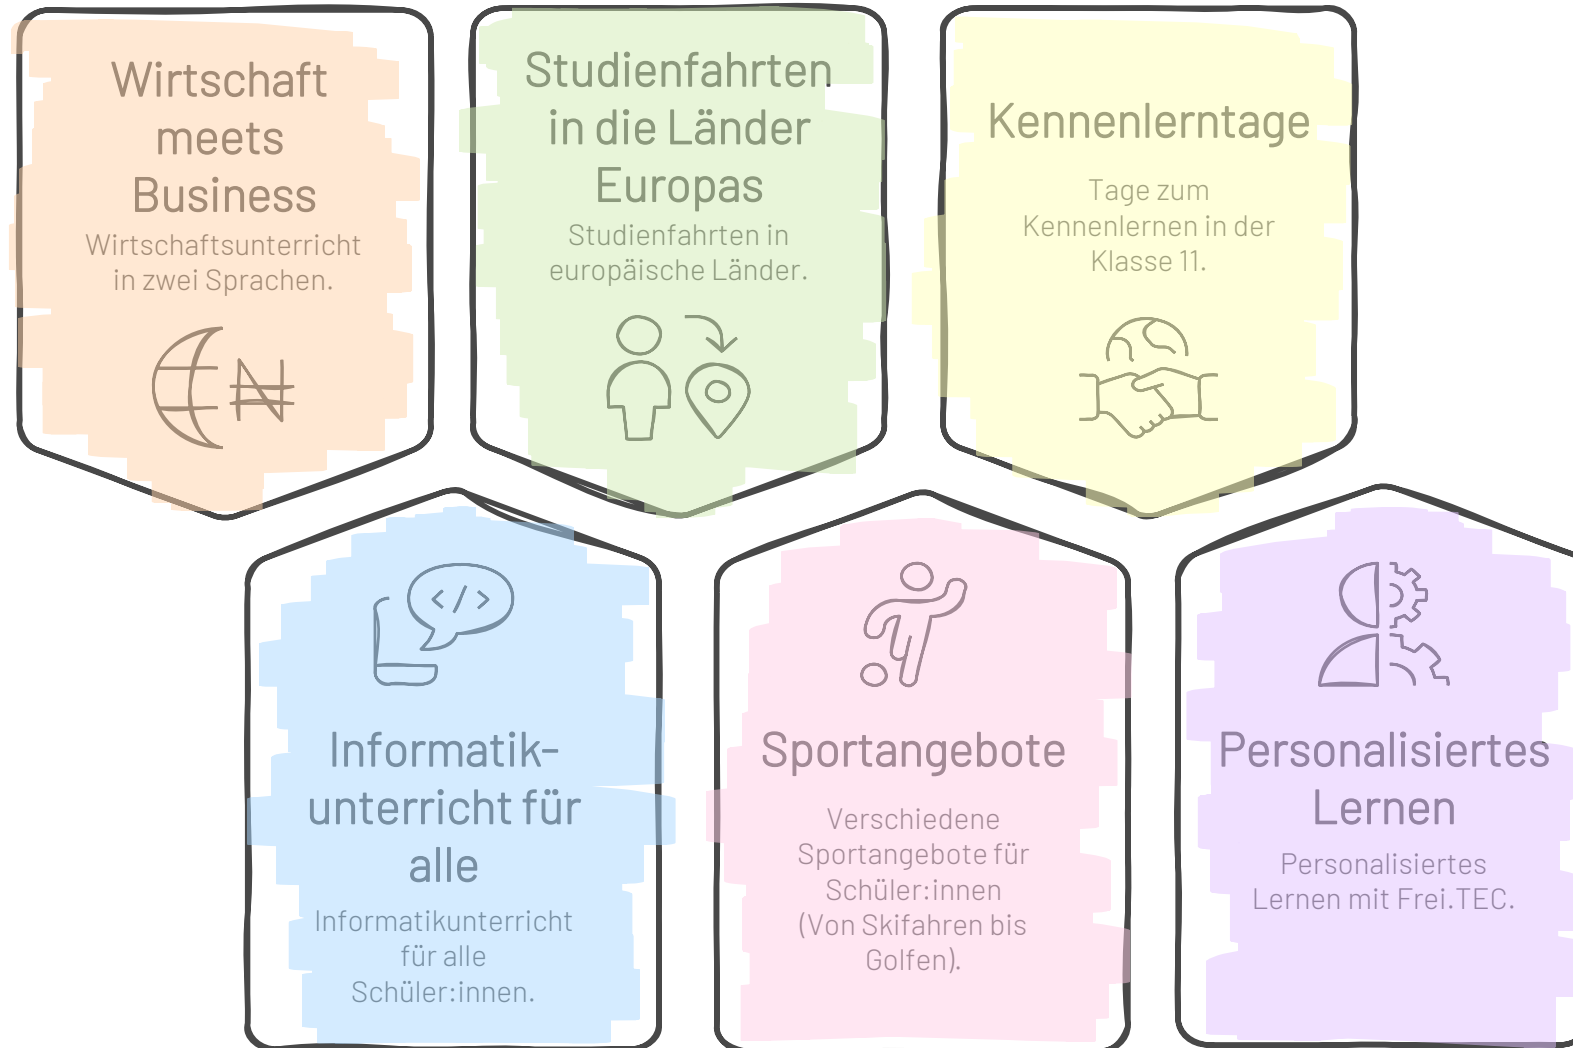 Wirtschaft
meets
Business
Wirtschaftsunterricht
in zwei Sprachen.
Studienfahrten
in die Länder
Europas
Studienfahrten in
europäische Länder.
Kennenlerntage
Tage zum
Kennenlernen in der
Klasse 11.
</>
Informatik-
unterricht für
alle
Informatikunterricht
für alle
Schüler:innen.
Sportangebote
Verschiedene
Sportangebote für
Schüler:innen
(Von Skifahren bis
Golfen).
Personalisiertes
Lernen
Personalisiertes
Lernen mit Frei.TEC.